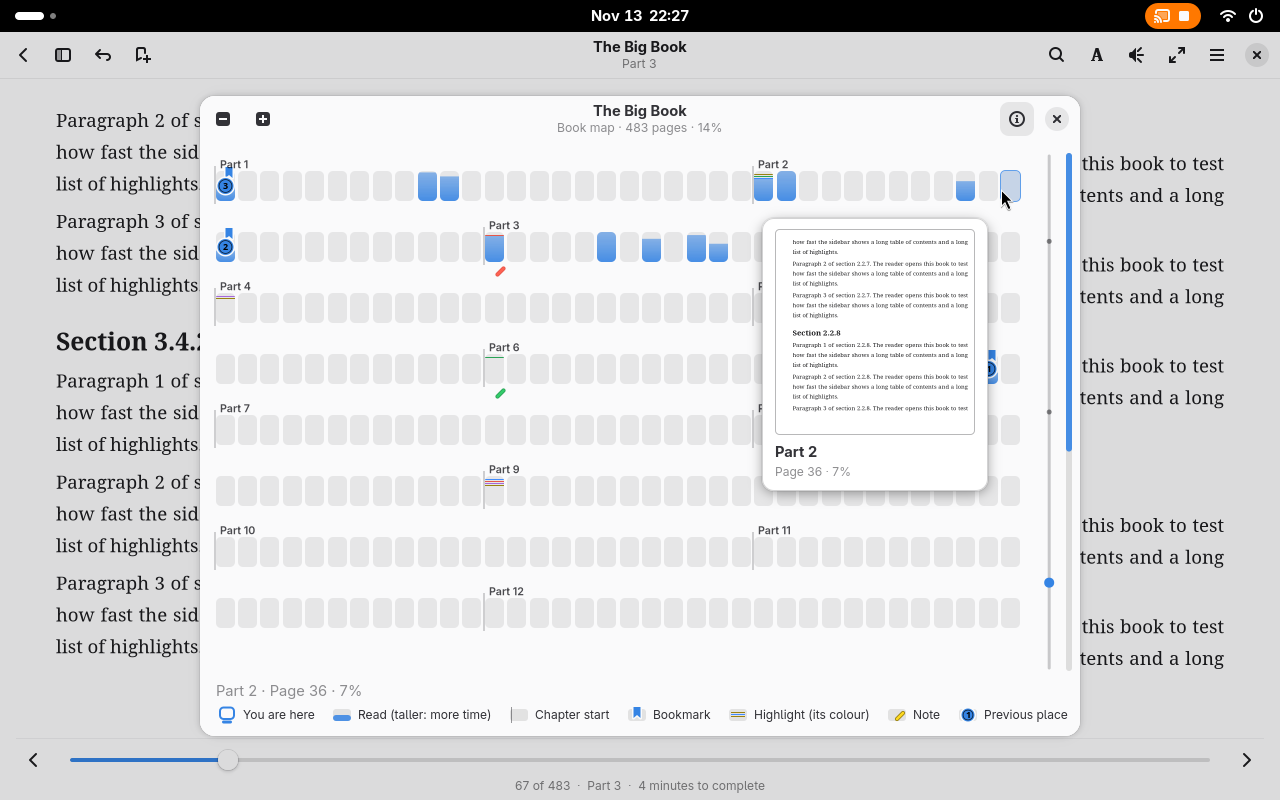 Nov 13 22:27
The Big Book
Part 3
A
Paragraph 2 of s
how fast the sid
list of highlights.
Paragraph 3 of s
how fast the sid
list of highlights.
Section 3.4.2
Paragraph 1 of s
how fast the sid
list of highlights.
Paragraph 2 of s
how fast the sid
list of highlights.
Paragraph 3 of s
how fast the sid
list of highlights.
this book to test
tents and a long
this book to test
tents and a long
this book to test
tents and a long
this book to test
tents and a long
this book to test
tents and a long
The Big Book
Book map · 483 pages · 14%
Part 1
Part 2
3
2
Part 3
Part 4
Part 6
Part 7
Part 9
Part 10
Part 11
Part 12
how fast the sidebar shows a long table of contents and a long
list of highlights.
Paragraph 2 of section 2.2.7. The reader opens this book to test
how fast the sidebar shows a long table of contents and a long
list of highlights.
Paragraph 3 of section 2.2.7. The reader opens this book to test
how fast the sidebar shows a long table of contents and a long
list of highlights.
Section 2.2.8
Paragraph 1 of section 2.2.8. The reader opens this book to test
how fast the sidebar shows a long table of contents and a long
list of highlights.
Paragraph 2 of section 2.2.8. The reader opens this book to test
how fast the sidebar shows a long table of contents and a long
list of highlights.
Paragraph 3 of section 2.2.8. The reader opens this book to test
Part 2
Page 36 · 7%
Part 2 · Page 36 · 7%
You are here
Read (taller: more time)
Chapter start
Bookmark
Highlight (its colour)
Note
1
Previous place
67 of 483 · Part 3 · 4 minutes to complete